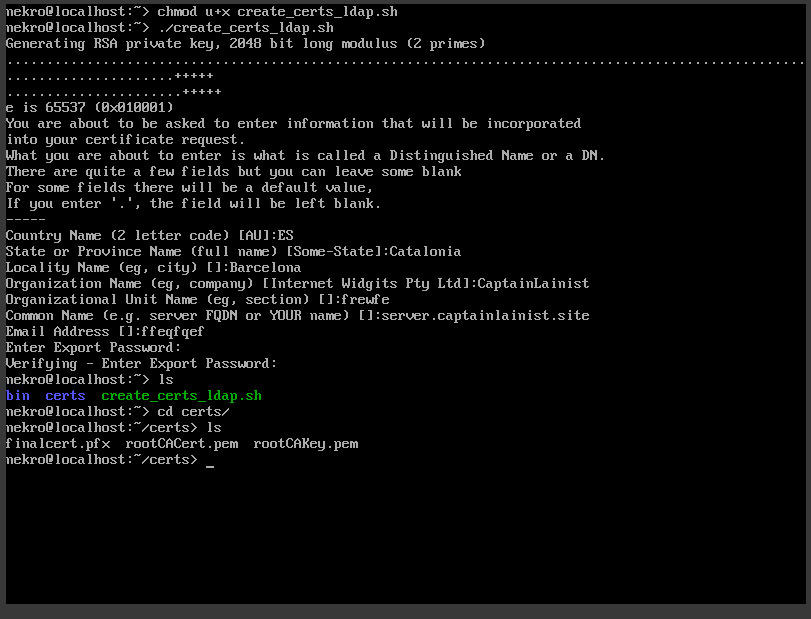 nekro@localhost:~> chmod u+x create_certs_ldap.sh
nekro@localhost:~> ./create_certs_ldap.sh
Generating RSA private key, 2048 bit long modulus (2 primes)
....................................................................................................
.....................+++++
......................+++++
e is 65537 (0x010001)
You are about to be asked to enter information that will be incorporated
into your certificate request.
What you are about to enter is what is called a Distinguished Name or a DN.
There are quite a few fields but you can leave some blank
For some fields there will be a default value,
If you enter '.', the field will be left blank.
-----
Country Name (2 letter code) [AU]:ES
State or Province Name (full name) [Some-State]:Catalonia
Locality Name (eg, city) []:Barcelona
Organization Name (eg, company) [Internet Widgits Pty Ltd]:CaptainLainist
Organizational Unit Name (eg, section) []:frewfe
Common Name (e.g. server FQDN or YOUR name) []:server.captainlainist.site
Email Address []:ffeqfqef
Enter Export Password:
Verifying - Enter Export Password:
nekro@localhost:~> ls
bin  certs  create_certs_ldap.sh
nekro@localhost:~> cd certs/
nekro@localhost:~/certs> ls
finalcert.pfx  rootCACert.pem  rootCAKey.pem
nekro@localhost:~/certs> _